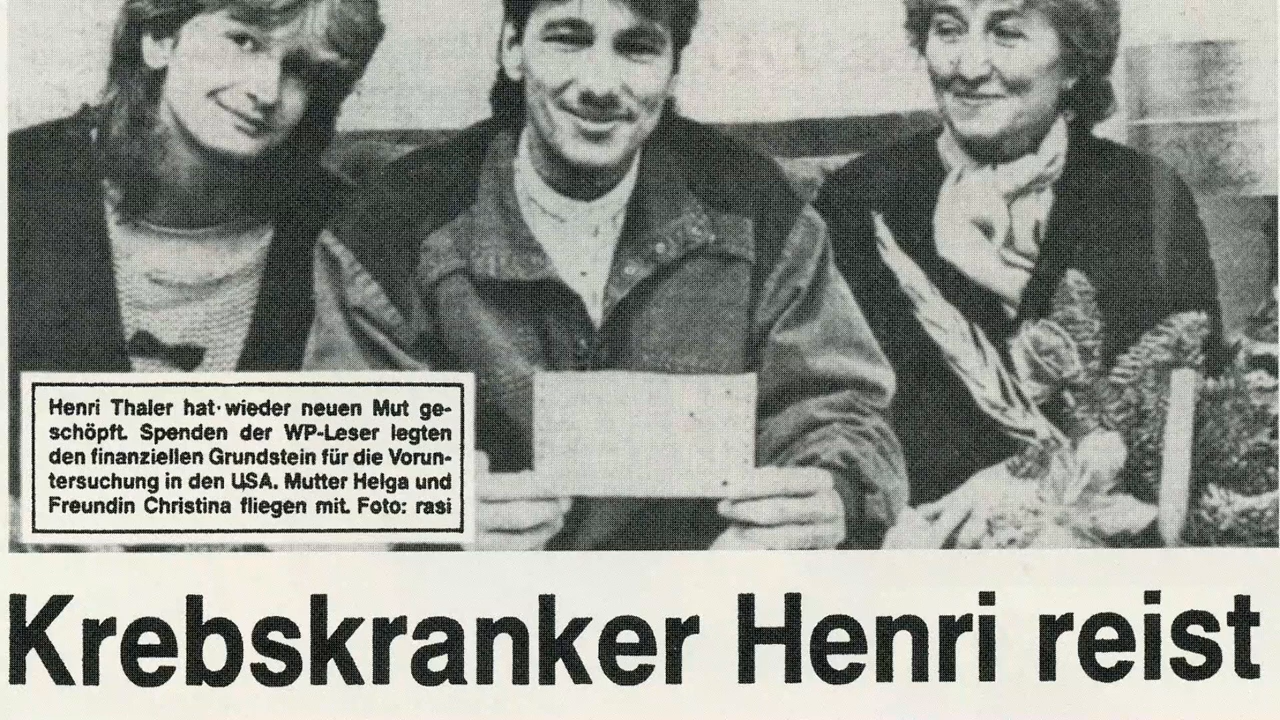 Henri Thaler hat wieder neuen Mut ge-
schöpft. Spenden der WP-Leser legten
den finanziellen Grundstein für die Vorun-
tersuchung in den USA. Mutter Helga und
Freundin Christina fliegen mit. Foto: rasi
Krebskranker Henri reist